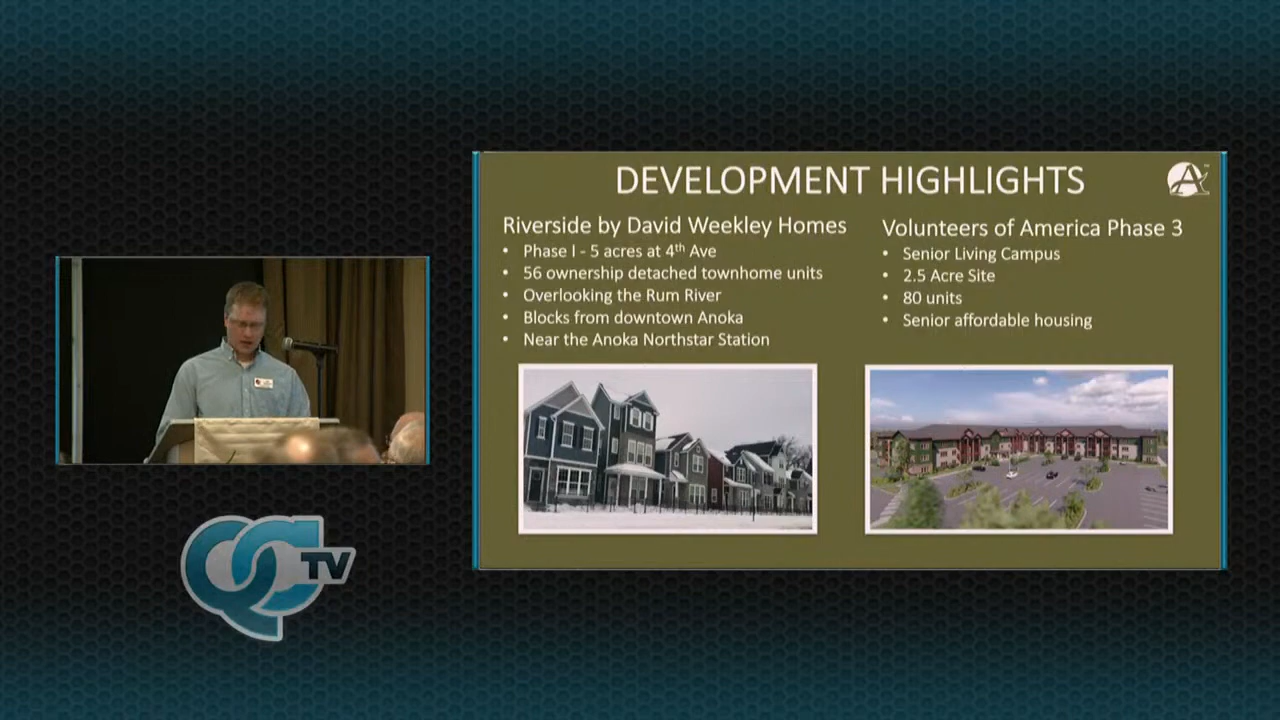 DEVELOPMENT HIGHLIGHTS
A
Riverside by David Weekley Homes
• Phase I - 5 acres at 4th Ave
• 56 ownership detached townhome units
• Overlooking the Rum River
• Blocks from downtown Anoka
• Near the Anoka Northstar Station
Volunteers of America Phase 3
• Senior Living Campus
• 2.5 Acre Site
• 80 units
• Senior affordable housing
QC TV